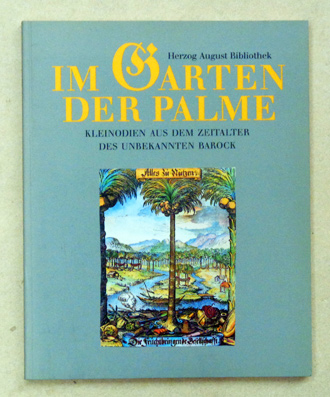 Herzog August Bibliothek
IM GARTEN
DER PALME
KLEINODIEN AUS DEM ZEITALTER
DES UNBEKANNTEN BAROCK
Alles zu Nutzen
Die Fruchtbringende Gesellschaft